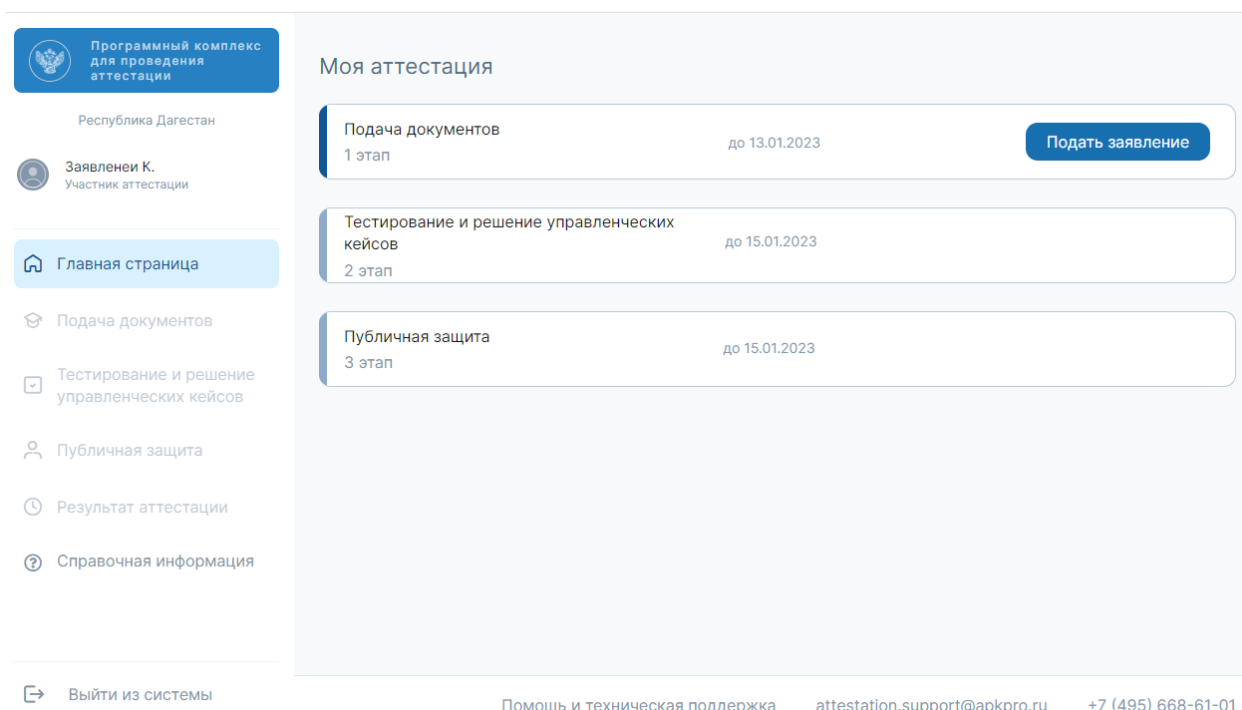 Программный комплекс
для проведения
аттестации
Республика Дагестан
Заявленеи К.
Участник аттестации
Главная страница
Подача документов
Тестирование и решение
управленческих кейсов
Публичная защита
Результат аттестации
Справочная информация
Выйти из системы
Моя аттестация
Подача документов
1 этап
до 13.01.2023
Подать заявление
Тестирование и решение управленческих
кейсов
2 этап
до 15.01.2023
Публичная защита
3 этап
до 15.01.2023
Помощь и техническая поддержка attestation.support@apkpro.ru +7 (495) 668-61-01